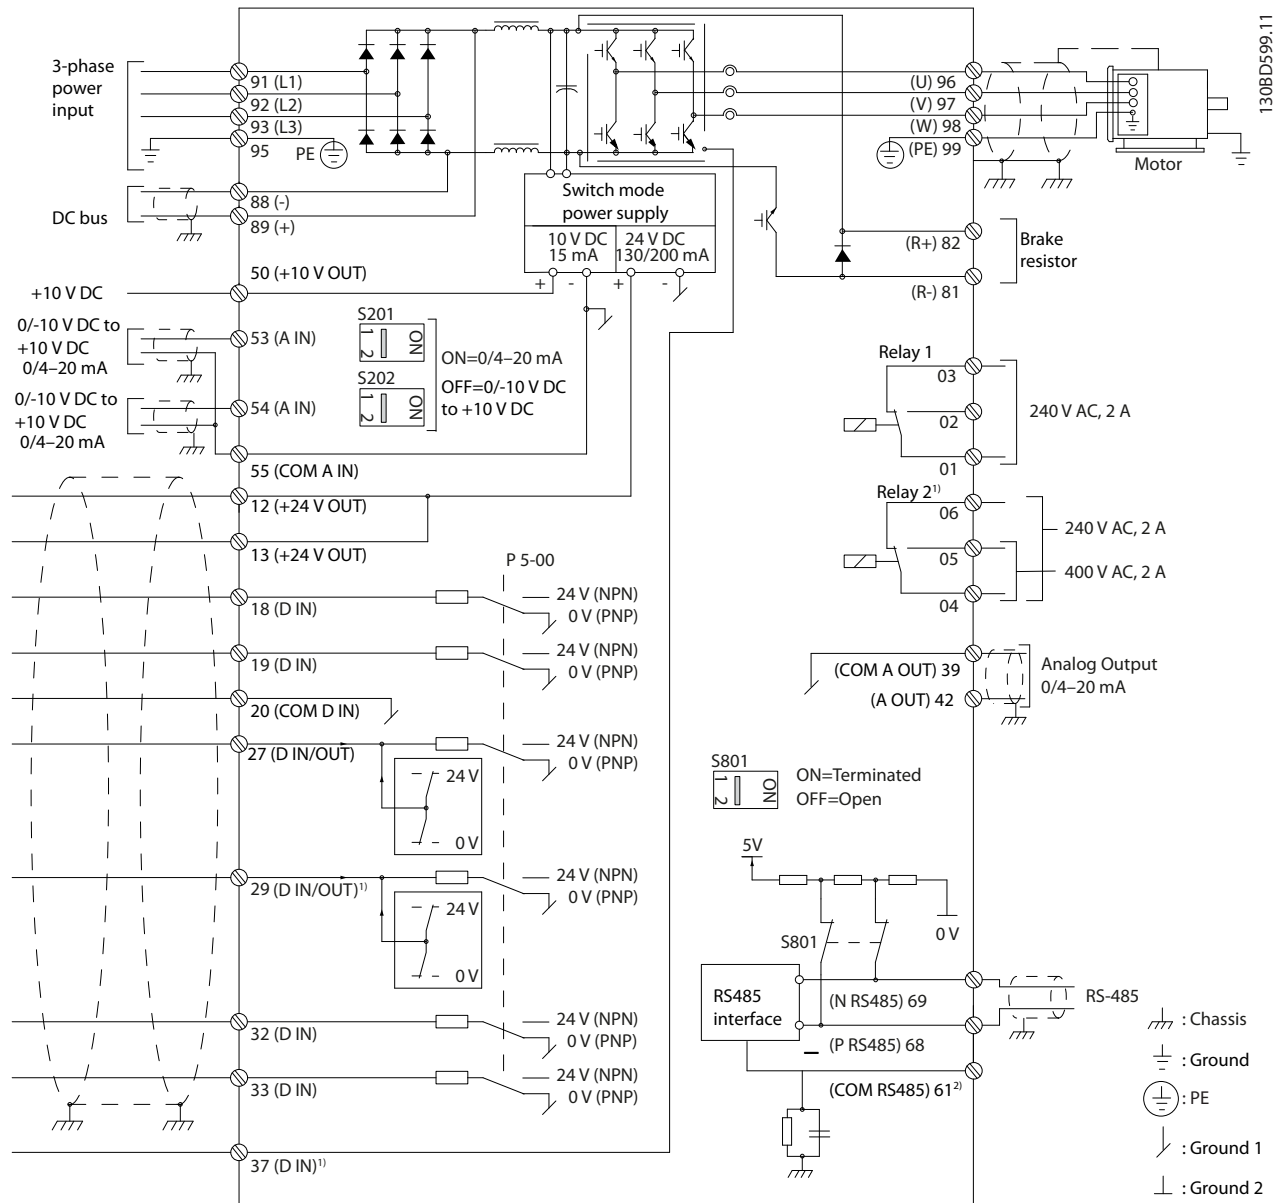 130BD599.11
3-phase
power
input
91 (L1)
92 (L2)
93 (L3)
95
PE
(U) 96
(V) 97
(W) 98
(PE) 99
Motor
DC bus
88 (-)
89 (+)
Switch mode
power supply
10 V DC
15 mA
24 V DC
130/200 mA
+ - + -
(R+) 82
(R-) 81
Brake
resistor
50 (+10 V OUT)
+10 V DC
0/-10 V DC to
+10 V DC
0/4–20 mA
53 (A IN)
S201
1 2 ON
S202
1 2 ON
ON=0/4–20 mA
OFF=0/-10 V DC
to +10 V DC
0/-10 V DC to
+10 V DC
0/4–20 mA
54 (A IN)
55 (COM A IN)
Relay 1
03
02
01
240 V AC, 2 A
Relay 2¹⁾
06
05
04
240 V AC, 2 A
400 V AC, 2 A
12 (+24 V OUT)
13 (+24 V OUT)
P 5-00
18 (D IN)
24 V (NPN)
0 V (PNP)
19 (D IN)
24 V (NPN)
0 V (PNP)
20 (COM D IN)
(COM A OUT) 39
(A OUT) 42
Analog Output
0/4–20 mA
27 (D IN/OUT)
24 V (NPN)
0 V (PNP)
24 V
0 V
S801
1 2 ON
ON=Terminated
OFF=Open
29 (D IN/OUT)¹⁾
24 V (NPN)
0 V (PNP)
24 V
0 V
5V
0 V
S801
RS485
interface
(N RS485) 69
(P RS485) 68
(COM RS485) 61²⁾
RS-485
32 (D IN)
24 V (NPN)
0 V (PNP)
33 (D IN)
24 V (NPN)
0 V (PNP)
37 (D IN)¹⁾
: Chassis
: Ground
: PE
: Ground 1
: Ground 2